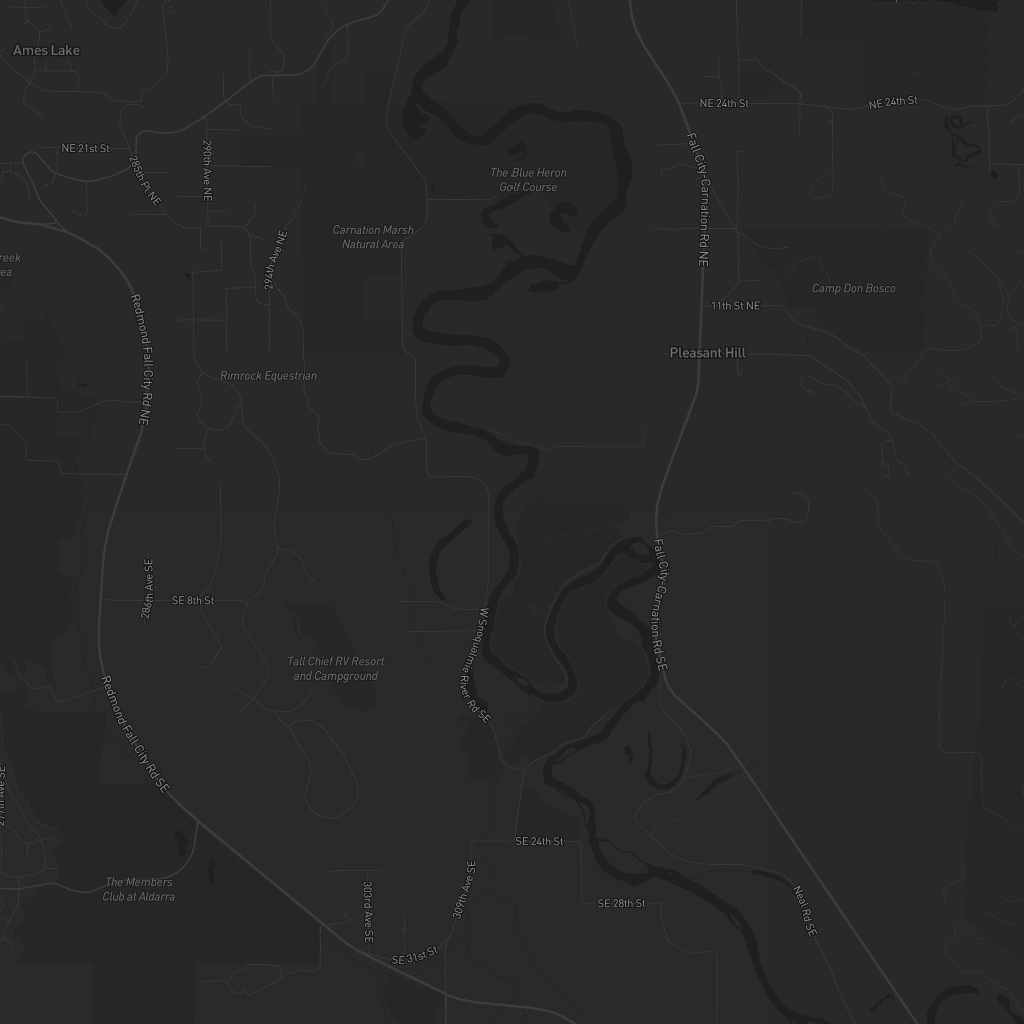 Ames Lake
NE 24th St
NE 24th St
NE 21st St
285th Pl NE
290th Ave NE
The Blue Heron
Golf Course
Fall City-Carnation Rd NE
Carnation Marsh
Natural Area
294th Ave NE
reek
rea
Camp Don Bosco
11th St NE
Redmond Fall City Rd NE
Pleasant Hill
Rimrock Equestrian
286th Ave SE
SE 8th St
Fall City-Carnation Rd SE
W Snoqualmie River Rd SE
Tall Chief RV Resort
and Campground
Redmond Fall City Rd SE
277th Ave SE
SE 24th St
The Members
Club at Aldarra
303rd Ave SE
309th Ave SE
SE 28th St
Neal Rd SE
SE 31st St